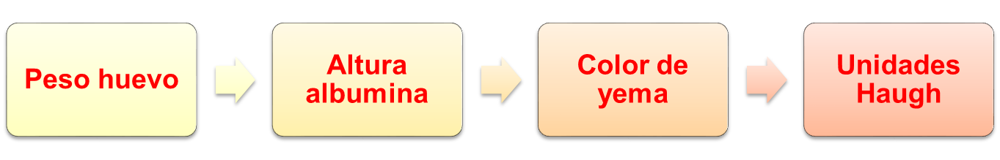 Peso huevo
Altura
albumina
Color de
yema
Unidades
Haugh